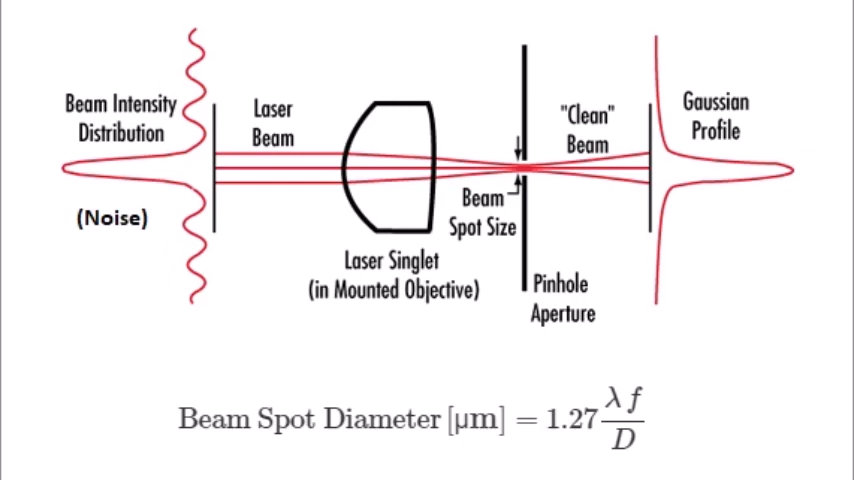 Beam Intensity
Distribution
(Noise)
Laser
Beam
Laser Singlet
(in Mounted Objective)
Beam
Spot Size
"Clean"
Beam
Pinhole
Aperture
Gaussian
Profile
Beam Spot Diameter [µm] = 1.27 λf/D